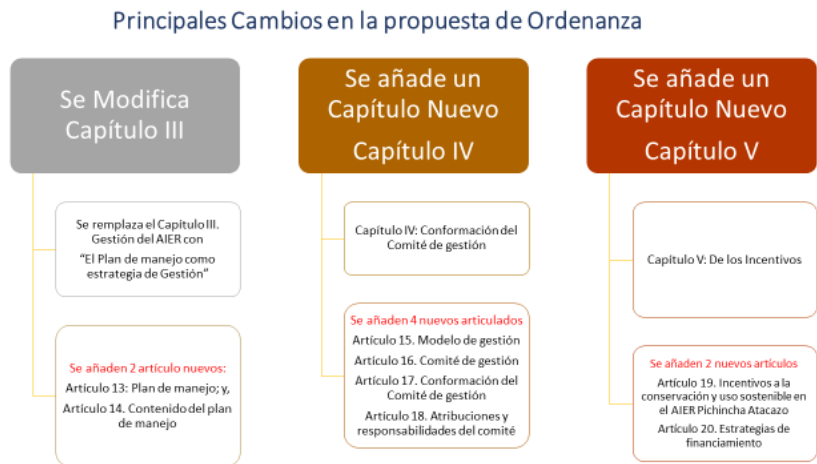 Principales Cambios en la propuesta de Ordenanza
Se Modifica
Capítulo III
Se remplaza el Capítulo III.
Gestión del AIER con
“El Plan de manejo como
estrategia de Gestión”
Se añaden 2 artículo nuevos:
Artículo 13: Plan de manejo; y,
Artículo 14. Contenido del plan
de manejo
Se añade un
Capítulo Nuevo
Capítulo IV
Capítulo IV: Conformación del
Comité de gestión
Se añaden 4 nuevos articulados
Artículo 15. Modelo de gestión
Artículo 16. Comité de gestión
Artículo 17. Conformación del
Comité de gestión
Artículo 18. Atribuciones y
responsabilidades del comité
Se añade un
Capítulo Nuevo
Capítulo V
Capítulo V: De los Incentivos
Se añaden 2 nuevos artículos
Artículo 19. Incentivos a la
conservación y uso sostenible en
el AIER Pichincha Atacazo
Artículo 20. Estrategias de
financiamiento